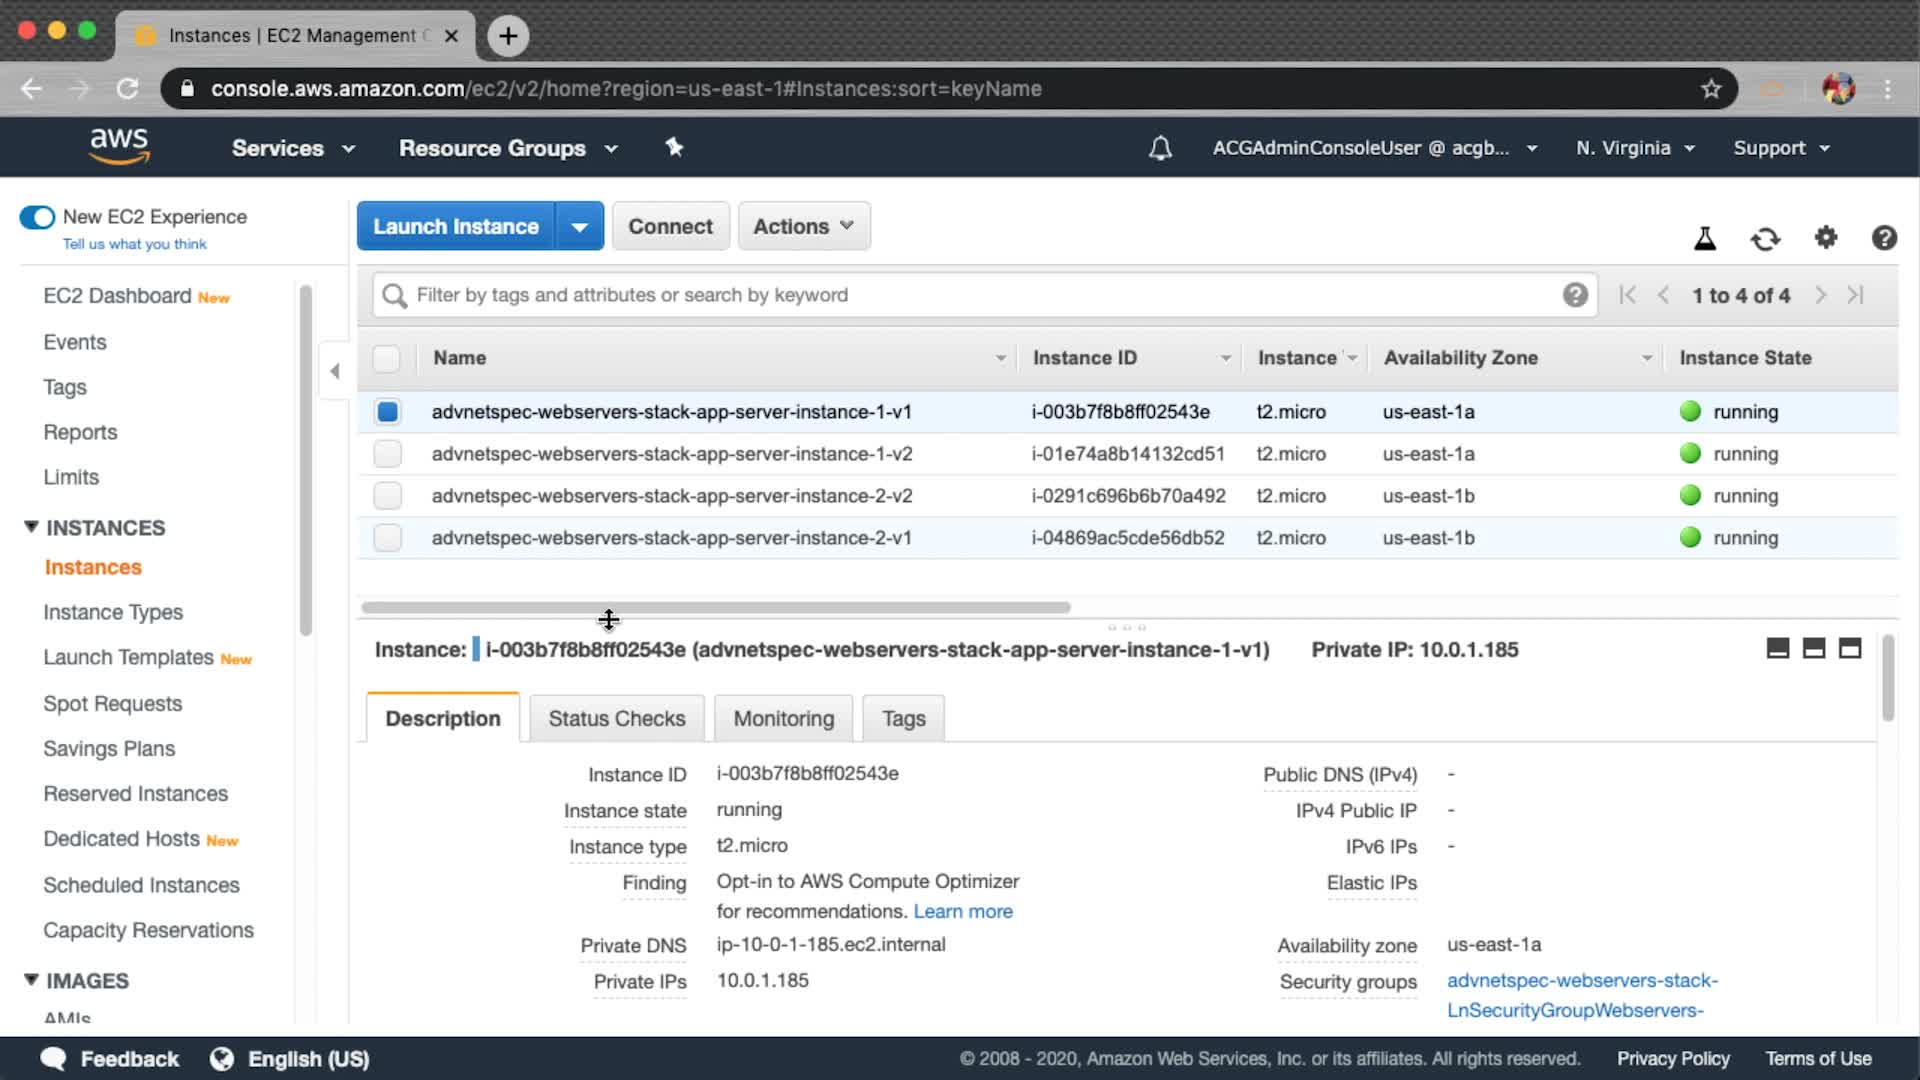 Instances | EC2 Management
console.aws.amazon.com/ec2/v2/home?region=us-east-1#Instances:sort=keyName
aws
Services
Resource Groups
ACGAdminConsoleUser @ acgb...
N. Virginia
Support
New EC2 Experience
Tell us what you think
EC2 Dashboard New
Events
Tags
Reports
Limits
INSTANCES
Instances
Instance Types
Launch Templates New
Spot Requests
Savings Plans
Reserved Instances
Dedicated Hosts New
Scheduled Instances
Capacity Reservations
IMAGES
AMIs
Launch Instance
Connect
Actions
Filter by tags and attributes or search by keyword
1 to 4 of 4
Name Instance ID Instance Availability Zone Instance State
advnetspec-webservers-stack-app-server-instance-1-v1 i-003b7f8b8ff02543e t2.micro us-east-1a running
advnetspec-webservers-stack-app-server-instance-1-v2 i-01e74a8b14132cd51 t2.micro us-east-1a running
advnetspec-webservers-stack-app-server-instance-2-v2 i-0291c696b6b70a492 t2.micro us-east-1b running
advnetspec-webservers-stack-app-server-instance-2-v1 i-04869ac5cde56db52 t2.micro us-east-1b running
Instance: i-003b7f8b8ff02543e (advnetspec-webservers-stack-app-server-instance-1-v1) Private IP: 10.0.1.185
Description
Status Checks
Monitoring
Tags
Instance ID i-003b7f8b8ff02543e
Instance state running
Instance type t2.micro
Finding Opt-in to AWS Compute Optimizer
for recommendations. Learn more
Private DNS ip-10-0-1-185.ec2.internal
Private IPs 10.0.1.185
Public DNS (IPv4) -
IPv4 Public IP -
IPv6 IPs -
Elastic IPs
Availability zone us-east-1a
Security groups advnetspec-webservers-stack-
LnSecurityGroupWebservers-
Feedback
English (US)
© 2008 - 2020, Amazon Web Services, Inc. or its affiliates. All rights reserved.
Privacy Policy
Terms of Use